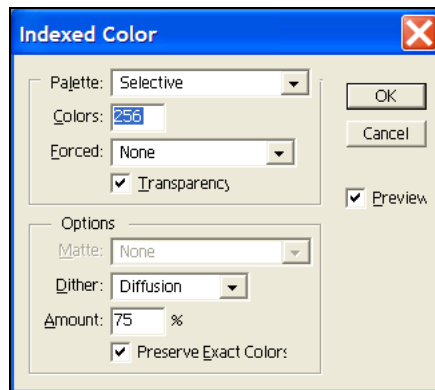 Indexed Color
Palette: Selective
Colors: 256
Forced: None
Transparency
OK
Cancel
Preview
Options
Matte: None
Dither: Diffusion
Amount: 75 %
Preserve Exact Colors